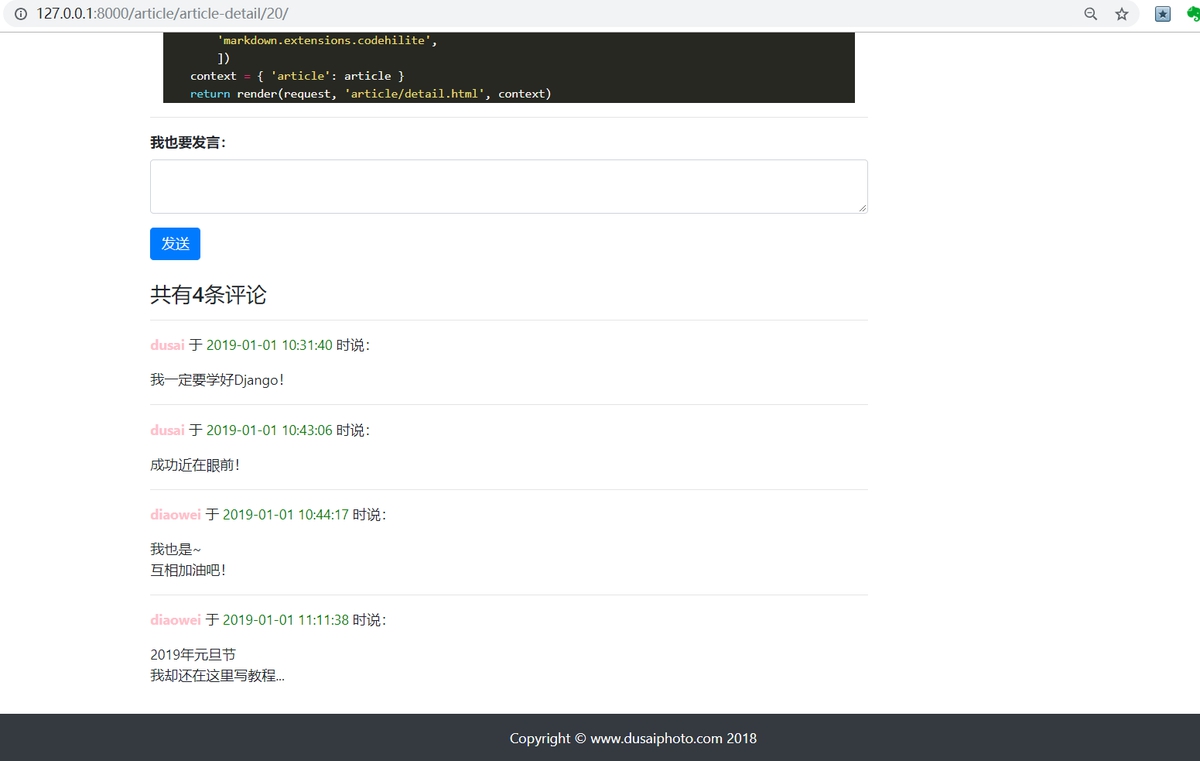 127.0.0.1:8000/article/article-detail/20/
'markdown.extensions.codehilite',
])
context = { 'article': article }
return render(request, 'article/detail.html', context)
我也要发言：
发送
共有4条评论
dusai 于 2019-01-01 10:31:40 时说：
我一定要学好Django！
dusai 于 2019-01-01 10:43:06 时说：
成功近在眼前！
diaowei 于 2019-01-01 10:44:17 时说：
我也是~
互相加油吧！
diaowei 于 2019-01-01 11:11:38 时说：
2019年元旦节
我却还在这里写教程...
Copyright © www.dusaiphoto.com 2018